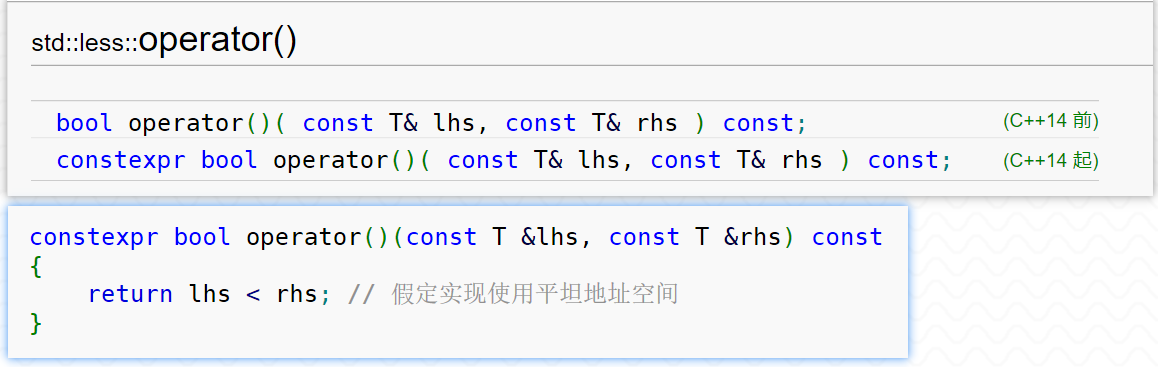 std::less::operator()
bool operator()( const T& lhs, const T& rhs ) const; (C++14 前)
constexpr bool operator()( const T& lhs, const T& rhs ) const; (C++14 起)
constexpr bool operator()(const T &lhs, const T &rhs) const
{
    return lhs < rhs; // 假定实现使用平坦地址空间
}